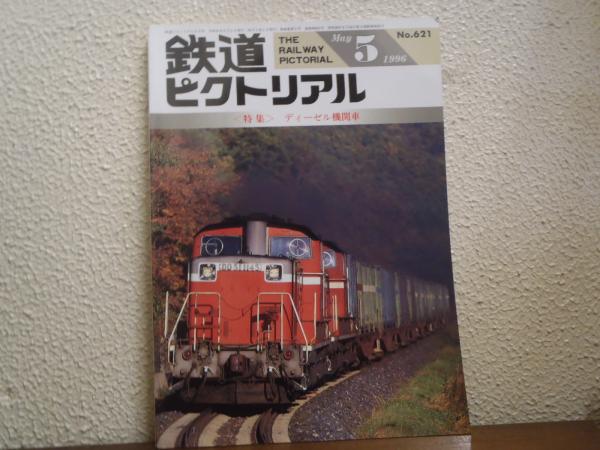 鉄道
ピクトリアル
THE
RAILWAY
PICTORIAL
May
5
1996
No.621
＜特集＞ ディーゼル機関車